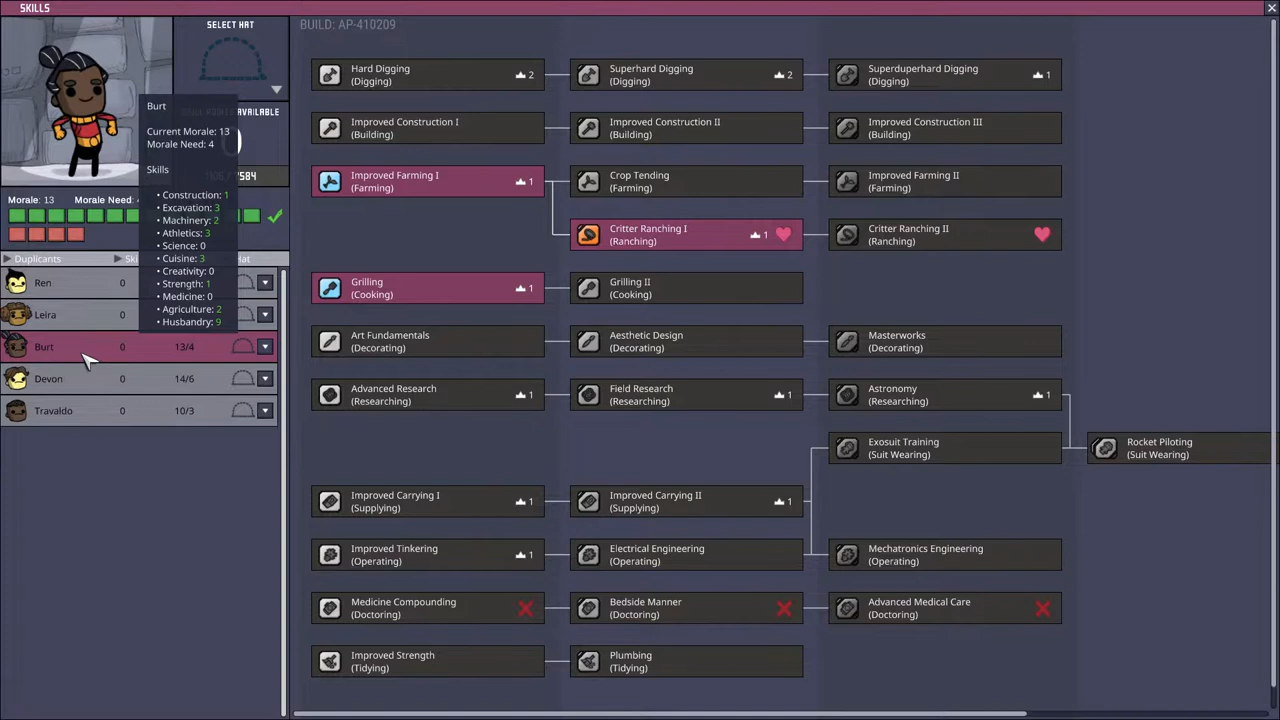 SKILLS
SELECT HAT
BUILD: AP-410209
AVAILABLE
Burt
Current Morale: 13
Morale Need: 4
Skills
• Construction: 1
• Excavation: 3
• Machinery: 2
• Athletics: 3
• Science: 0
• Cuisine: 3
• Creativity: 0
• Strength: 1
• Medicine: 0
• Agriculture: 2
• Husbandry: 9
Morale: 13 Morale Need:
Duplicants
Hat
Ren 0
Leira 0
Burt 0 13/4
Devon 0 14/6
Travaldo 0 10/3
Hard Digging
(Digging)
2
Superhard Digging
(Digging)
2
Superduperhard Digging
(Digging)
1
Improved Construction I
(Building)
Improved Construction II
(Building)
Improved Construction III
(Building)
Improved Farming I
(Farming)
1
Crop Tending
(Farming)
Improved Farming II
(Farming)
Critter Ranching I
(Ranching)
1
Critter Ranching II
(Ranching)
Grilling
(Cooking)
1
Grilling II
(Cooking)
Art Fundamentals
(Decorating)
Aesthetic Design
(Decorating)
Masterworks
(Decorating)
Advanced Research
(Researching)
1
Field Research
(Researching)
1
Astronomy
(Researching)
1
Exosuit Training
(Suit Wearing)
Rocket Piloting
(Suit Wearing)
Improved Carrying I
(Supplying)
1
Improved Carrying II
(Supplying)
1
Improved Tinkering
(Operating)
1
Electrical Engineering
(Operating)
Mechatronics Engineering
(Operating)
Medicine Compounding
(Doctoring)
Bedside Manner
(Doctoring)
Advanced Medical Care
(Doctoring)
Improved Strength
(Tidying)
Plumbing
(Tidying)